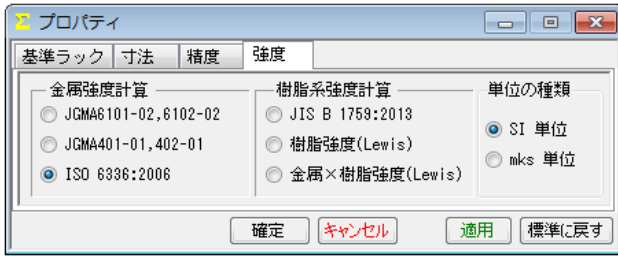 Σ プロパティ
基準ラック 寸法 精度 強度
金属強度計算 樹脂系強度計算 単位の種類
JGMA6101-02,6102-02 JIS B 1759:2013
SI 単位
JGMA401-01,402-01 樹脂強度(Lewis)
mks 単位
ISO 6336:2006 金属×樹脂強度(Lewis)
確定 キャンセル 適用 標準に戻す